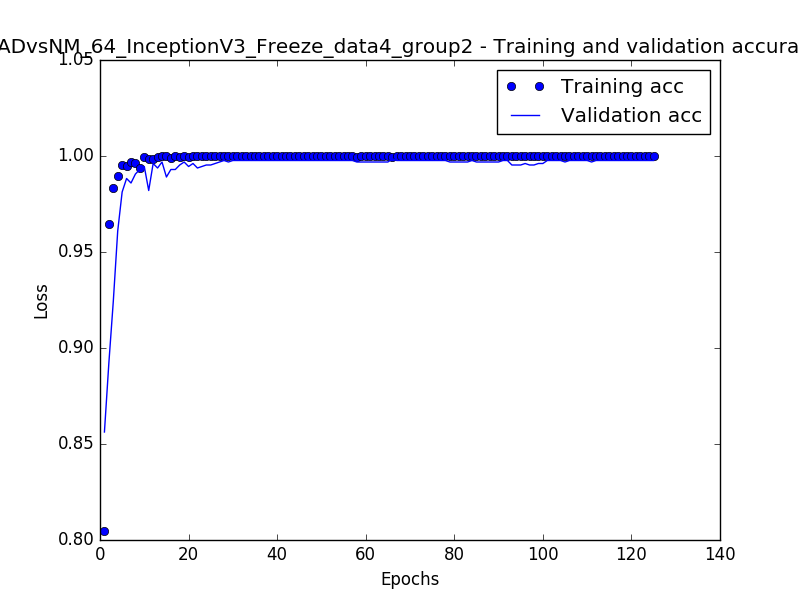 ADvsNM_64_InceptionV3_Freeze_data4_group2 - Training and validation accura
1.05
Training acc
Validation acc
1.00
0.95
Loss
0.90
0.85
0.80
0
20
40
60
80
100
120
140
Epochs